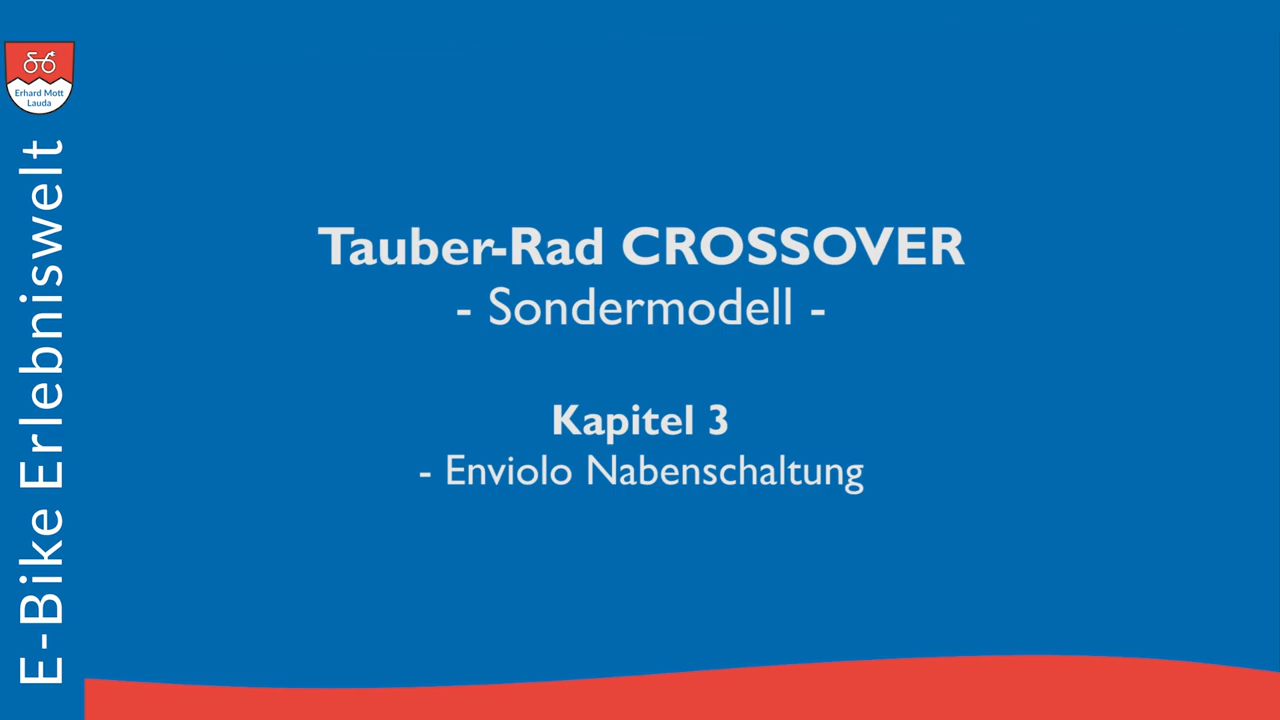 Erhard Mott
Lauda
E-Bike Erlebniswelt
Tauber-Rad CROSSOVER
- Sondermodell -
Kapitel 3
- Enviolo Nabenschaltung